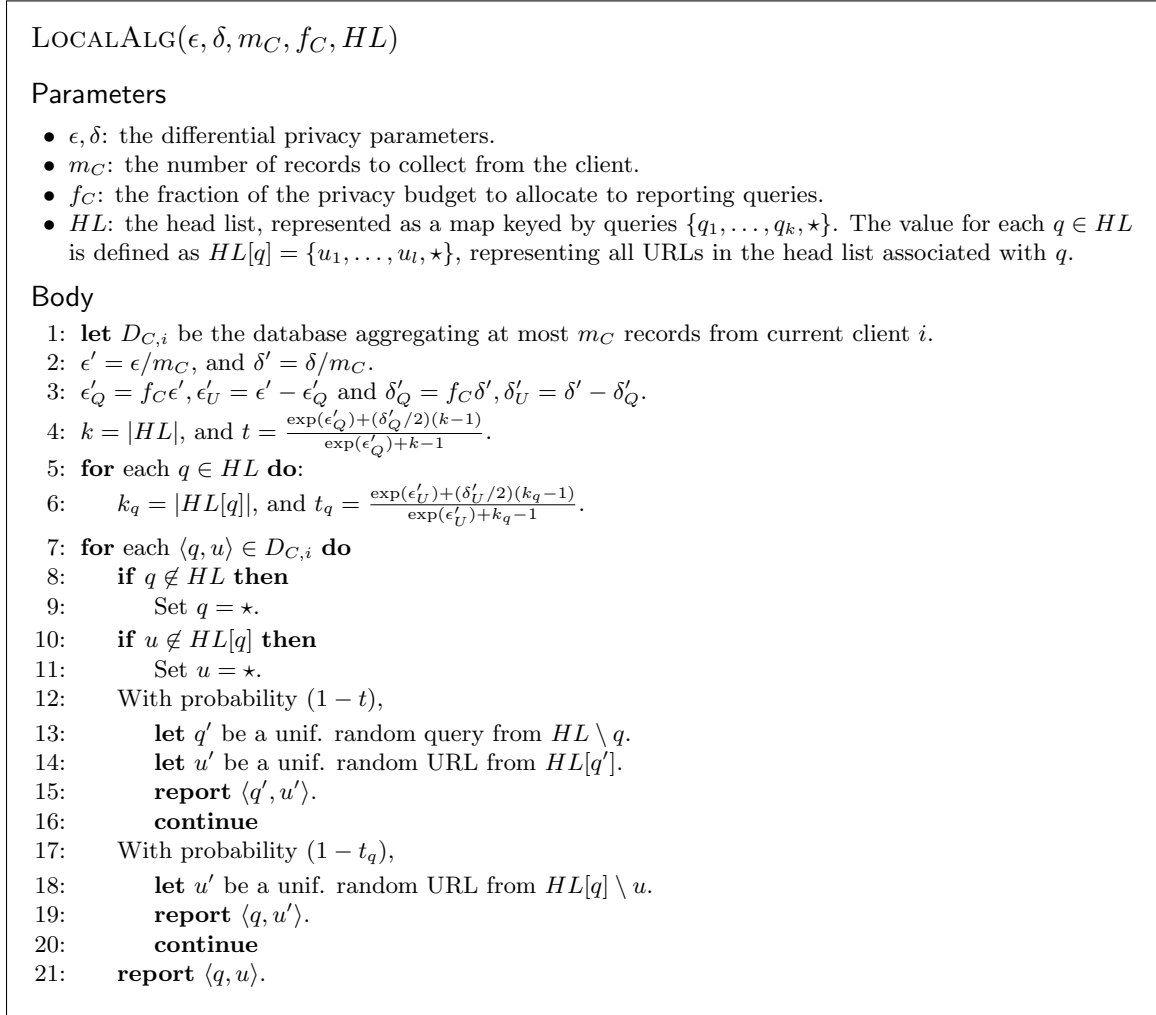 LOCALALG(ϵ, δ, m_C, f_C, HL)
Parameters
• ϵ, δ: the differential privacy parameters.
• m_C: the number of records to collect from the client.
• f_C: the fraction of the privacy budget to allocate to reporting queries.
• HL: the head list, represented as a map keyed by queries {q_1, . . . , q_k, ⋆}. The value for each q ∈ HL
is defined as HL[q] = {u_1, . . . , u_l, ⋆}, representing all URLs in the head list associated with q.
Body
1: let D_{C,i} be the database aggregating at most m_C records from current client i.
2: ϵ′ = ϵ/m_C, and δ′ = δ/m_C.
3: ϵ′_Q = f_C ϵ′, ϵ′_U = ϵ′ − ϵ′_Q and δ′_Q = f_C δ′, δ′_U = δ′ − δ′_Q.
4: k = |HL|, and t = \frac{exp(ϵ′_Q)+(δ′_Q/2)(k−1)}{exp(ϵ′_Q)+k−1}.
5: for each q ∈ HL do:
6: k_q = |HL[q]|, and t_q = \frac{exp(ϵ′_U)+(δ′_U/2)(k_q−1)}{exp(ϵ′_U)+k_q−1}.
7: for each ⟨q, u⟩ ∈ D_{C,i} do
8: if q ∉ HL then
9: Set q = ⋆.
10: if u ∉ HL[q] then
11: Set u = ⋆.
12: With probability (1 − t),
13: let q′ be a unif. random query from HL \ q.
14: let u′ be a unif. random URL from HL[q′].
15: report ⟨q′, u′⟩.
16: continue
17: With probability (1 − t_q),
18: let u′ be a unif. random URL from HL[q] \ u.
19: report ⟨q, u′⟩.
20: continue
21: report ⟨q, u⟩.